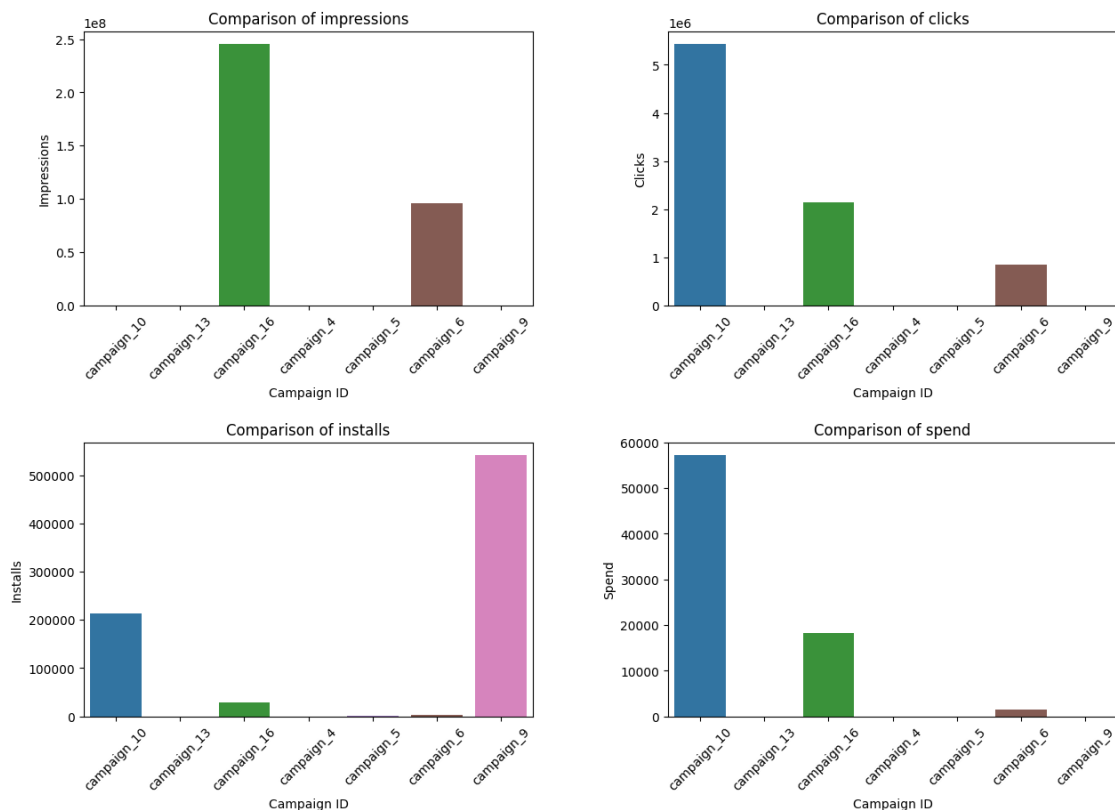 Comparison of impressions
1e8
Impressions
2.5
2.0
1.5
1.0
0.5
0.0
campaign_10
campaign_13
campaign_16
campaign_4
campaign_5
campaign_6
campaign_9
Campaign ID
Comparison of clicks
1e6
Clicks
5
4
3
2
1
0
campaign_10
campaign_13
campaign_16
campaign_4
campaign_5
campaign_6
campaign_9
Campaign ID
Comparison of installs
Installs
500000
400000
300000
200000
100000
0
campaign_10
campaign_13
campaign_16
campaign_4
campaign_5
campaign_6
campaign_9
Campaign ID
Comparison of spend
Spend
60000
50000
40000
30000
20000
10000
0
campaign_10
campaign_13
campaign_16
campaign_4
campaign_5
campaign_6
campaign_9
Campaign ID